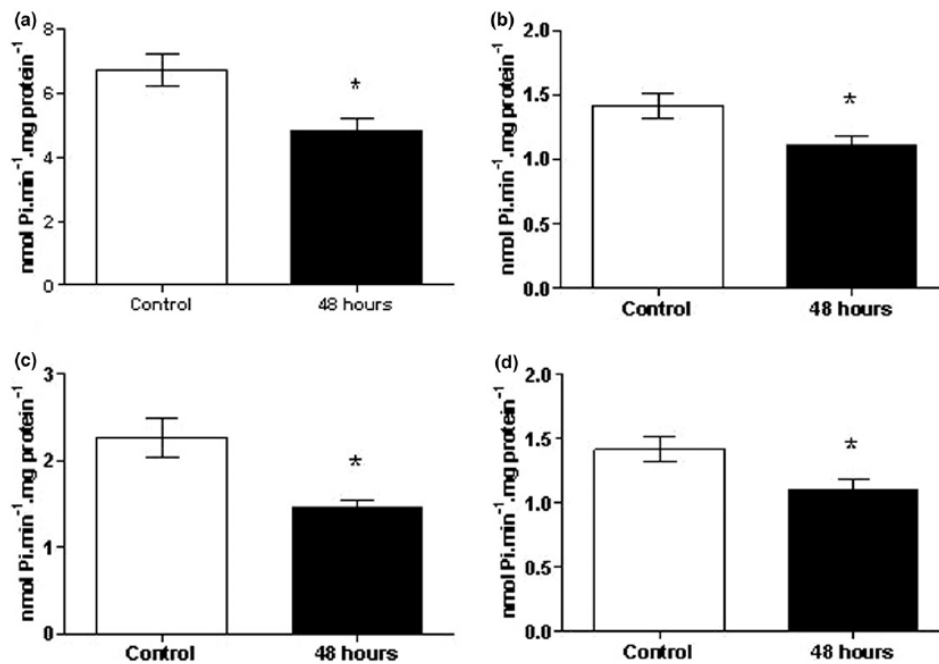 (a)
nmol Pi.min⁻¹.mg protein⁻¹
8
6
4
2
0
*
Control 48 hours
(b)
nmol Pi.min⁻¹.mg protein⁻¹
2.0
1.5
1.0
0.5
0.0
*
Control 48 hours
(c)
nmol Pi.min⁻¹.mg protein⁻¹
3
2
1
0
*
Control 48 hours
(d)
nmol Pi.min⁻¹.mg protein⁻¹
2.0
1.5
1.0
0.5
0.0
*
Control 48 hours